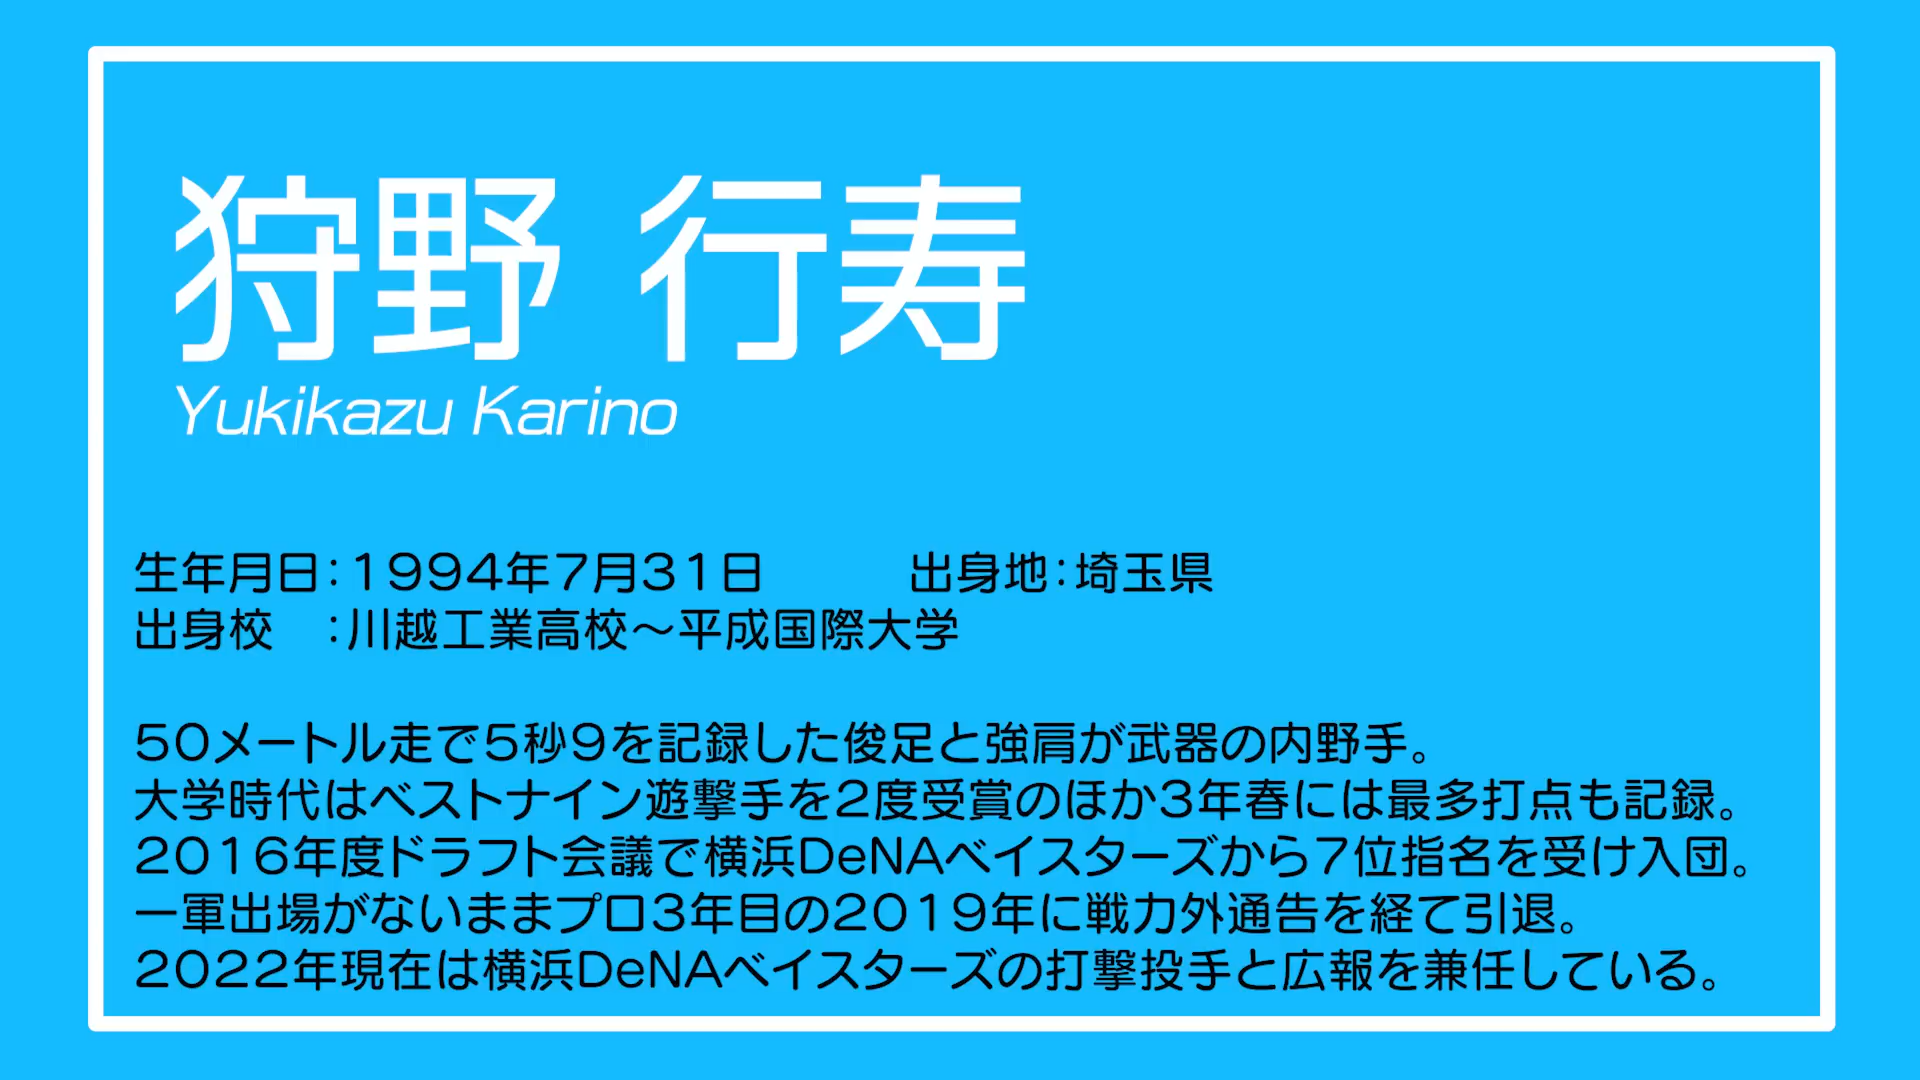 狩野 行寿
Yukikazu Karino
生年月日：1994年7月31日　　　出身地：埼玉県
出身校　：川越工業高校～平成国際大学
50メートル走で5秒9を記録した俊足と強肩が武器の内野手。
大学時代はベストナイン遊撃手を2度受賞のほか3年春には最多打点も記録。
2016年度ドラフト会議で横浜DeNAベイスターズから7位指名を受け入団。
一軍出場がないままプロ3年目の2019年に戦力外通告を経て引退。
2022年現在は横浜DeNAベイスターズの打撃投手と広報を兼任している。